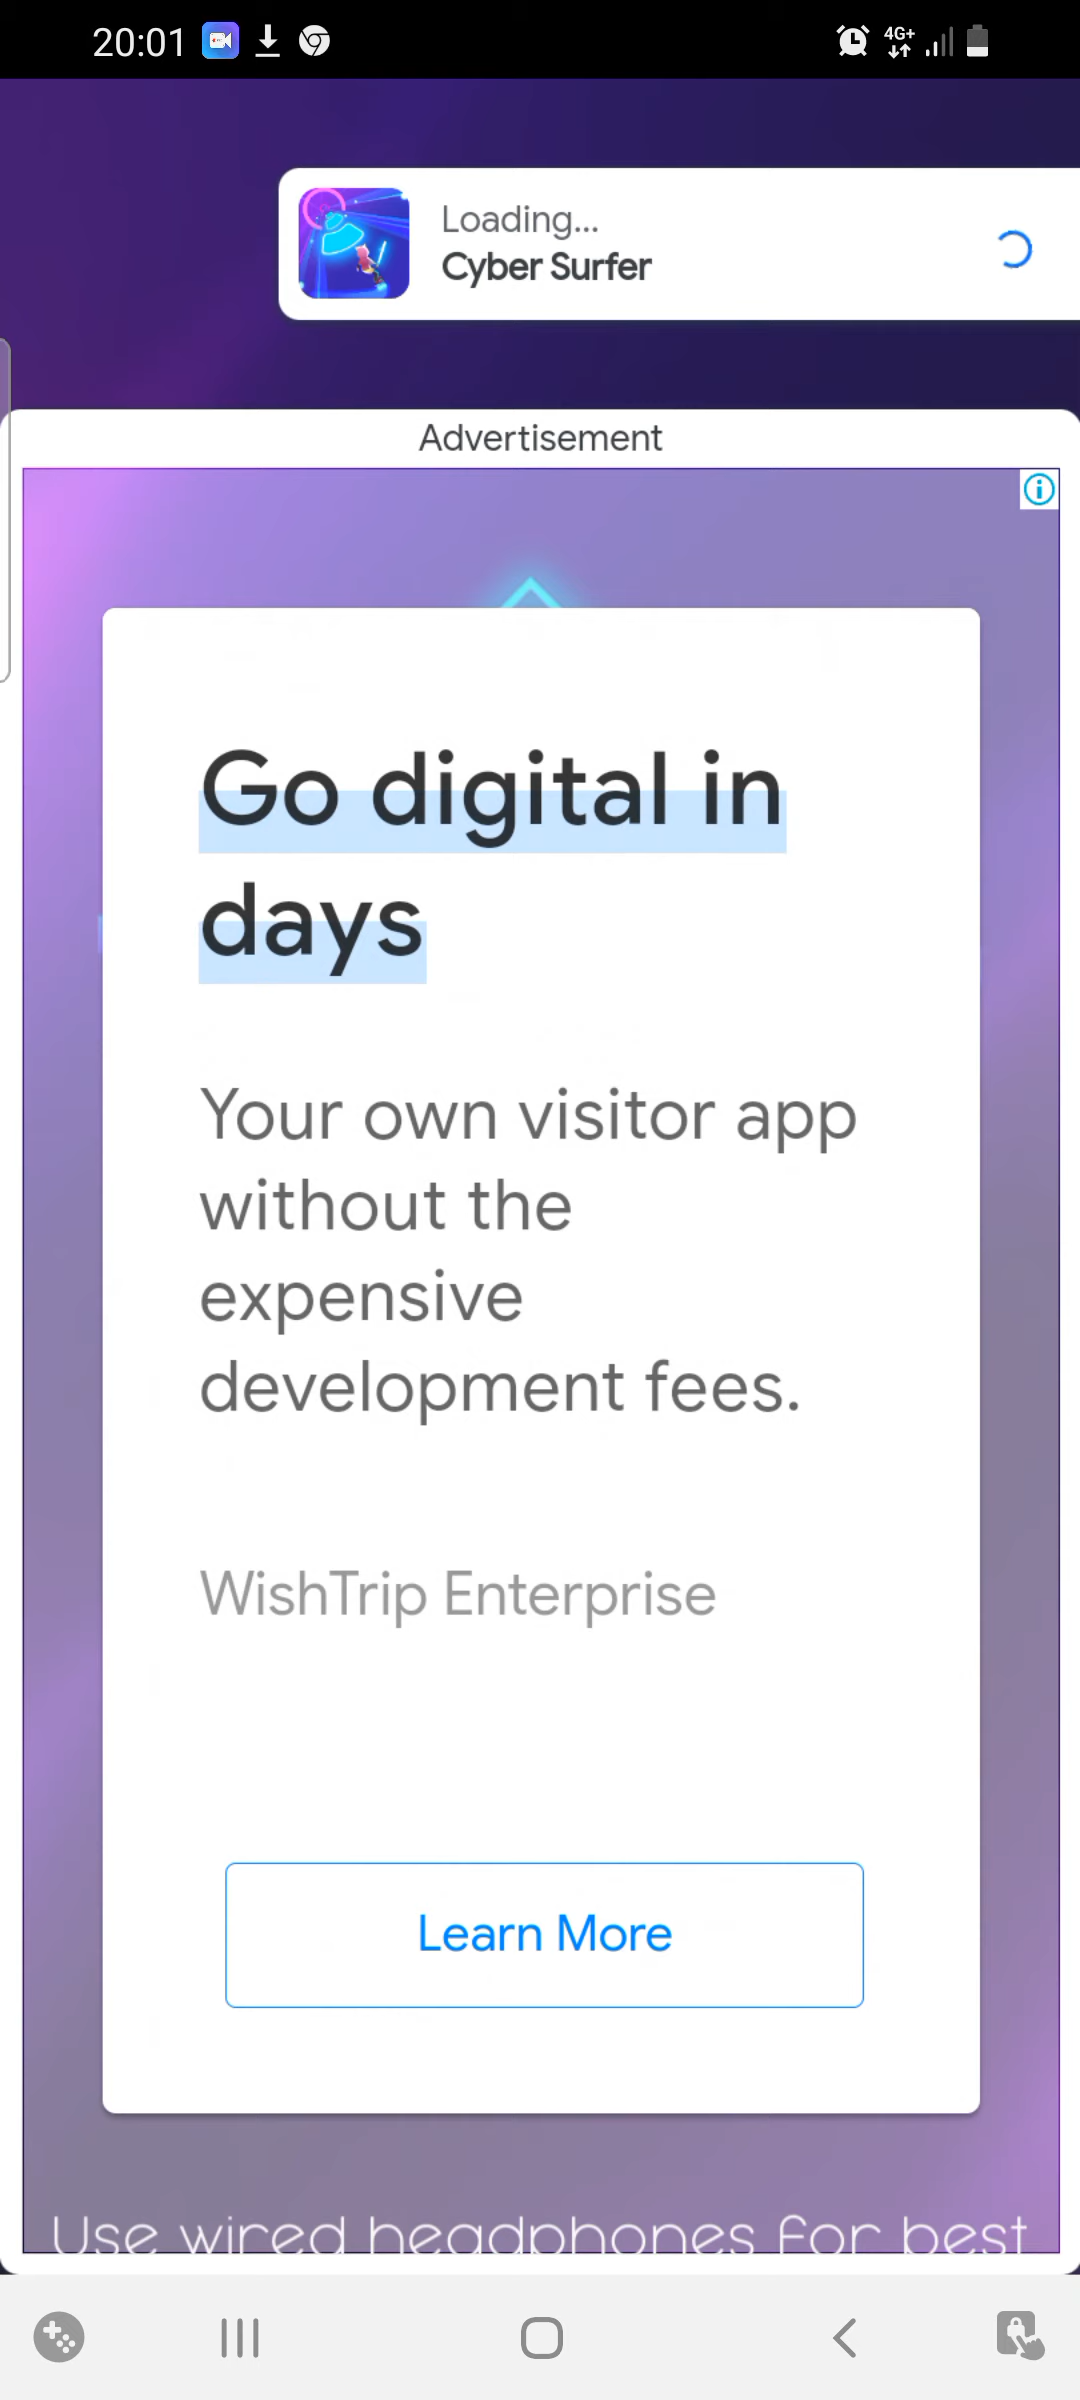 20:01
4G+
Loading...
Cyber Surfer
Advertisement
Go digital in
days
Your own visitor app
without the
expensive
development fees.
WishTrip Enterprise
Learn More
Use wired headphones for best